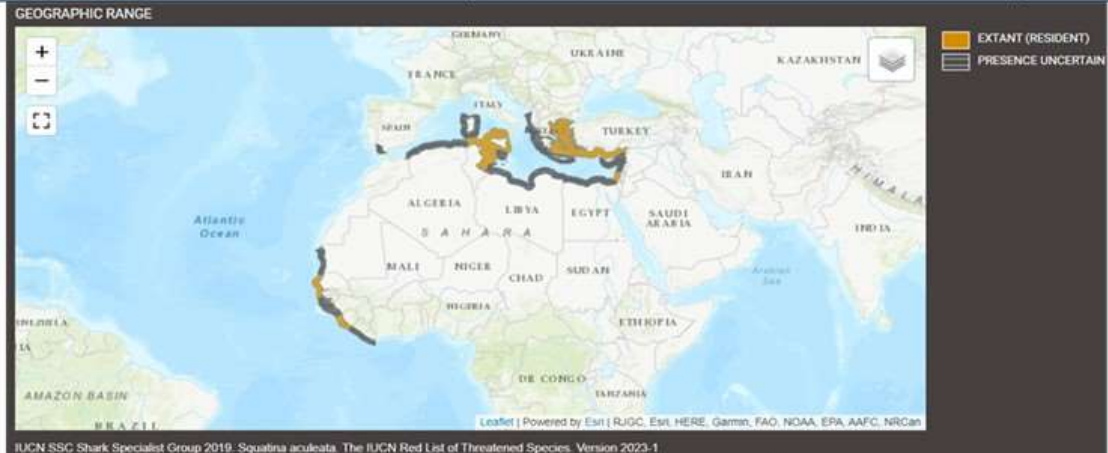 GEOGRAPHIC RANGE
EXTANT (RESIDENT)
PRESENCE UNCERTAIN
+
−
GERMANY
UKRAINE
KAZAKHSTAN
FRANCE
ITALY
SPAIN
TURKEY
IRAN
HIMALA
ALGERIA
LIBYA
EGYPT
SAUDI
ARABIA
INDIA
Atlantic
Ocean
SAHARA
MALI
NIGER
CHAD
SUDAN
Arabian
Sea
NIGERIA
ETHIOPIA
DR CONGO
TANZANIA
AMAZON BASIN
BRAZIL
Leaflet | Powered by Esri | RJGC, Esri, HERE, Garmin, FAO, NOAA, EPA, AAFC, NRCan
IUCN SSC Shark Specialist Group 2019. Squatina aculeata. The IUCN Red List of Threatened Species. Version 2023-1